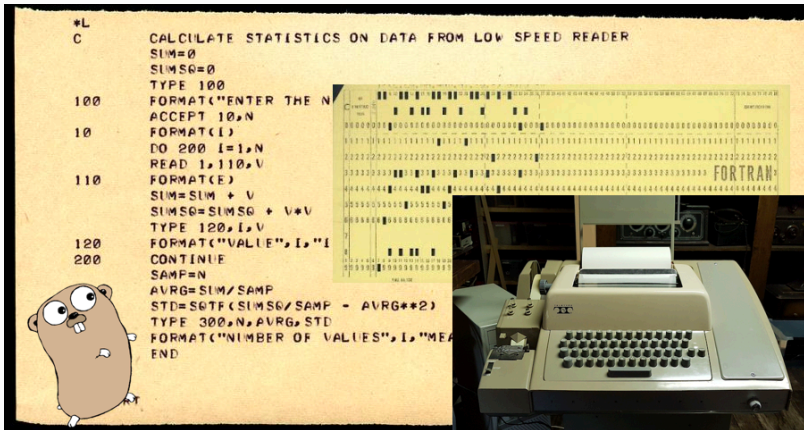 *L
C CALCULATE STATISTICS ON DATA FROM LOW SPEED READER
SUM=0
SUMSQ=0
TYPE 100
100 FORMAT("ENTER THE N
ACCEPT 10,N
10 FORMAT(I)
DO 200 I=1,N
READ 1,110,V
110 FORMAT(E)
SUM=SUM + V
SUMSQ=SUMSQ + V*V
TYPE 120,I,V
120 FORMAT("VALUE",I,"I
200 CONTINUE
SAMP=N
AVRG=SUM/SAMP
STD=SQTF(SUMSQ/SAMP - AVRG**2)
TYPE 300,N,AVRG,STD
FORMAT("NUMBER OF VALUES",I,"MEA
END
FORTRAN